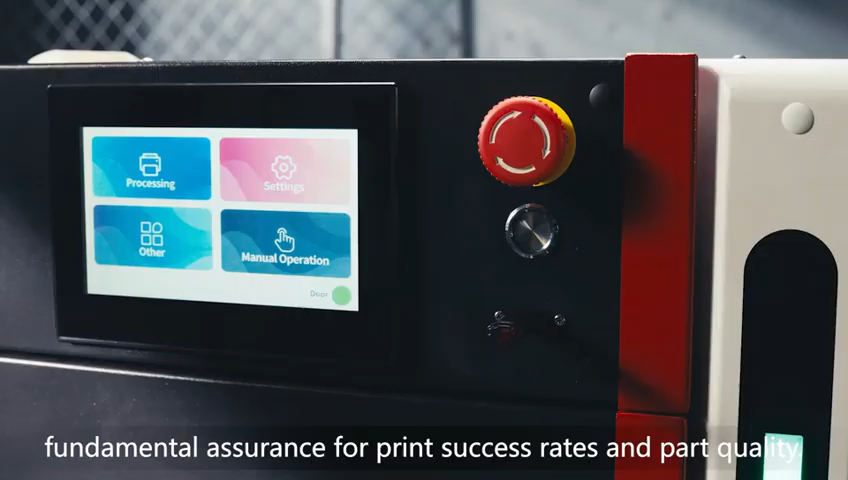 Processing
Settings
Other
Manual Operation
Door
fundamental assurance for print success rates and part quality.